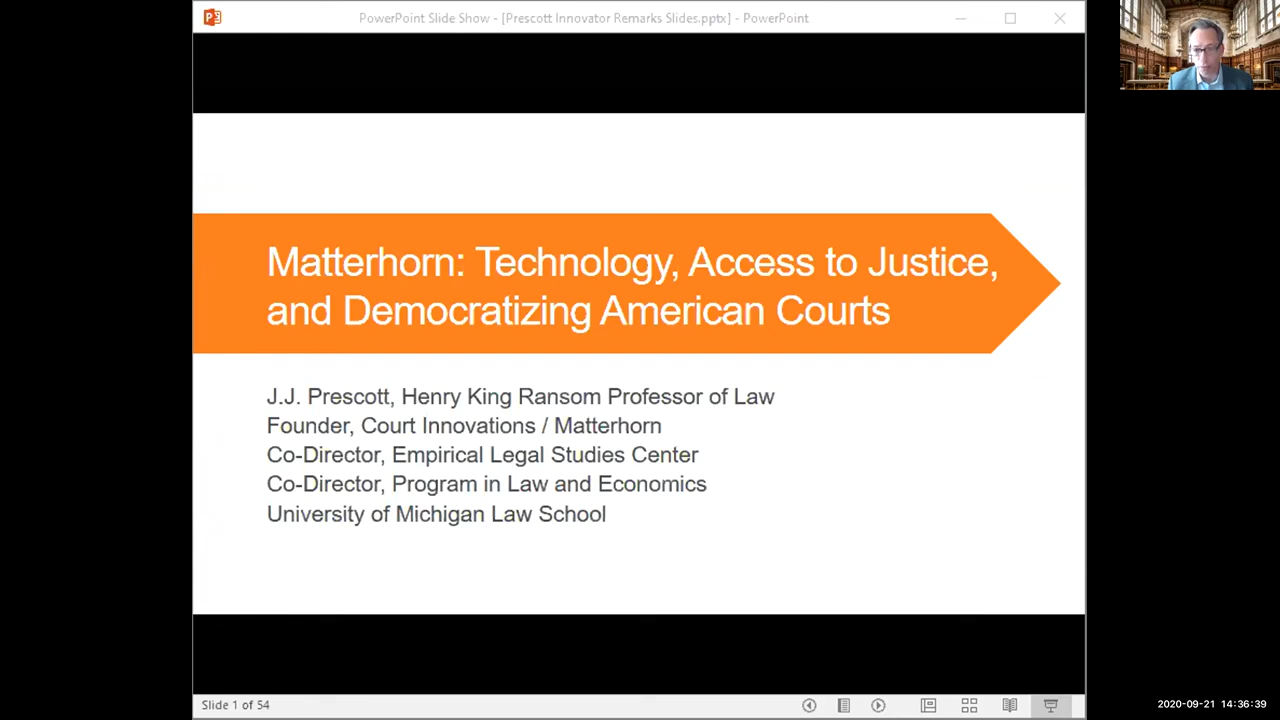 PowerPoint Slide Show - [Prescott Innovator Remarks Slides.pptx] - PowerPoint
Matterhorn: Technology, Access to Justice,
and Democratizing American Courts
J.J. Prescott, Henry King Ransom Professor of Law
Founder, Court Innovations / Matterhorn
Co-Director, Empirical Legal Studies Center
Co-Director, Program in Law and Economics
University of Michigan Law School
Slide 1 of 54
2020-09-21 14:36:39